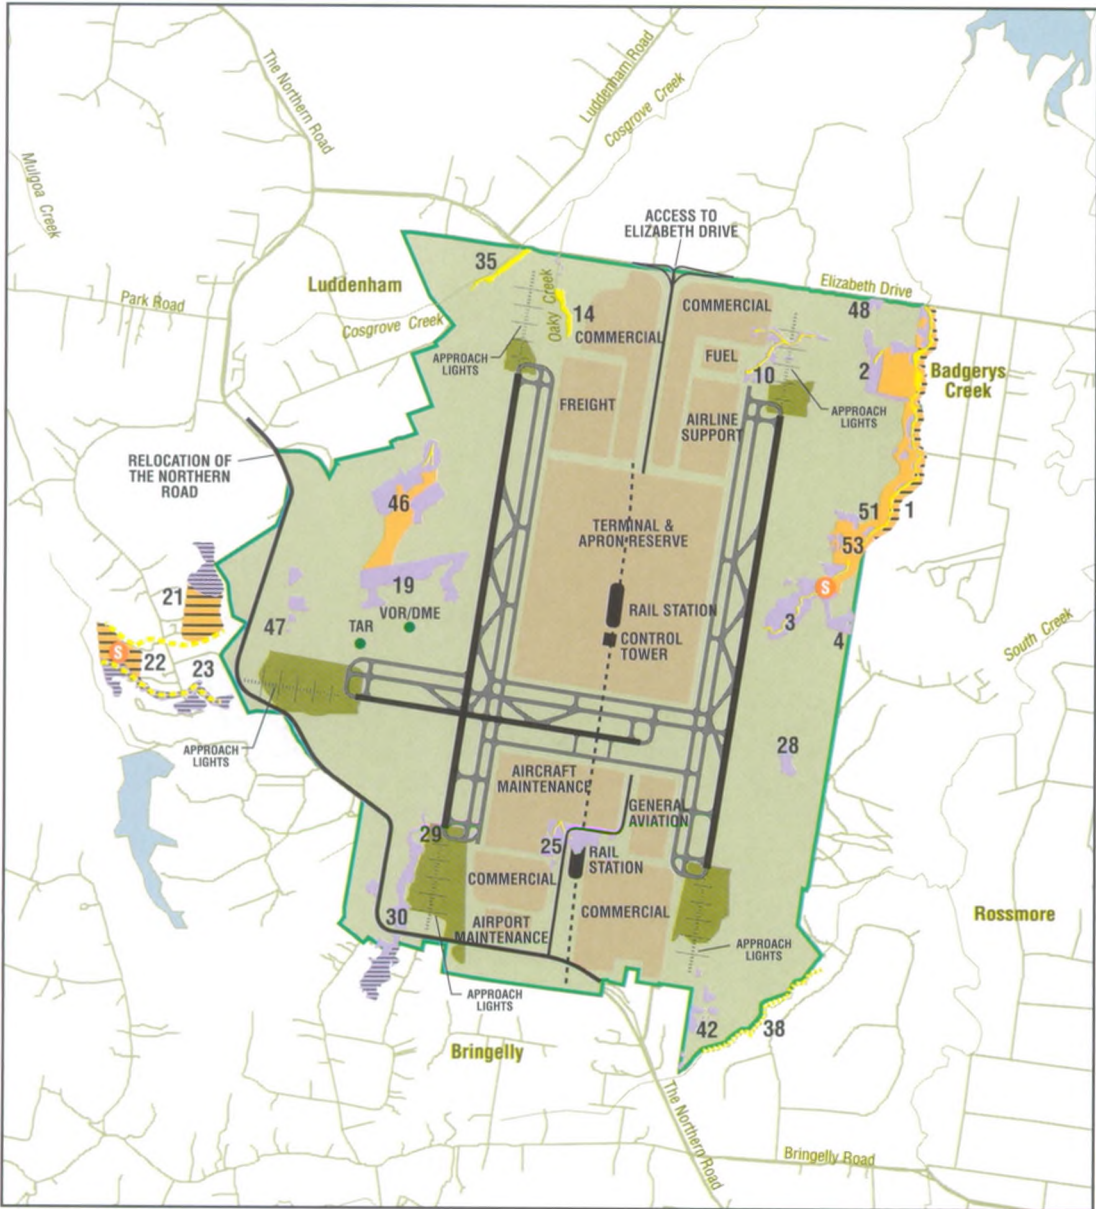 The Northern Road
Luddenham Road
Cosgrove Creek
Mulgoa Creek
ACCESS TO
ELIZABETH DRIVE
35
Luddenham
Elizabeth Drive
Park Road
Oaky Creek
14
COMMERCIAL
48
Cosgrove Creek
COMMERCIAL
APPROACH
LIGHTS
FUEL
10
2
Badgerys
Creek
FREIGHT
AIRLINE
SUPPORT
APPROACH
LIGHTS
RELOCATION OF
THE NORTHERN
ROAD
46
51
1
TERMINAL &
APRON RESERVE
53
19
S
21
RAIL STATION
VOR/DME
TAR
47
3
CONTROL
TOWER
4
South Creek
S
22
23
APPROACH
LIGHTS
28
AIRCRAFT
MAINTENANCE
GENERAL
AVIATION
29
25
RAIL
STATION
COMMERCIAL
30
COMMERCIAL
Rossmore
AIRPORT
MAINTENANCE
APPROACH
LIGHTS
APPROACH
LIGHTS
42
38
Bringelly
The Northern Road
Bringelly Road